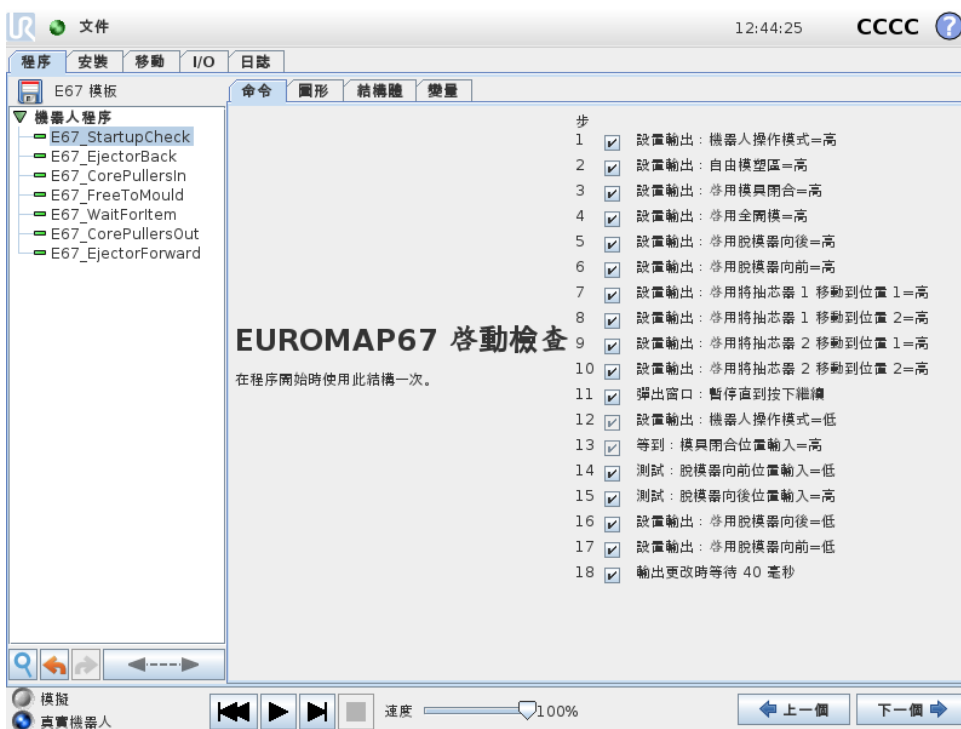 UR 文件 12:44:25 CCCC ?
程序 安裝 移動 I/O 日誌
E67 模板
命令 圖形 結構體 變量
機器人程序
E67_StartupCheck
E67_EjectorBack
E67_CorePullersIn
E67_FreeToMould
E67_WaitForItem
E67_CorePullersOut
E67_EjectorForward
EUROMAP67 啓動檢查
在程序開始時使用此結構一次。
步
1 設置輸出：機器人操作模式=高
2 設置輸出：自由模塑區=高
3 設置輸出：啓用模具閉合=高
4 設置輸出：啓用全開模=高
5 設置輸出：啓用脫模器向後=高
6 設置輸出：啓用脫模器向前=高
7 設置輸出：啓用將抽芯器 1 移動到位置 1=高
8 設置輸出：啓用將抽芯器 1 移動到位置 2=高
9 設置輸出：啓用將抽芯器 2 移動到位置 1=高
10 設置輸出：啓用將抽芯器 2 移動到位置 2=高
11 彈出窗口：暫停直到按下繼續
12 設置輸出：機器人操作模式=低
13 等到：模具閉合位置輸入=高
14 測試：脫模器向前位置輸入=低
15 測試：脫模器向後位置輸入=高
16 設置輸出：啓用脫模器向後=低
17 設置輸出：啓用脫模器向前=低
18 輸出更改時等待 40 毫秒
模擬
真實機器人
速度 100%
上一個 下一個